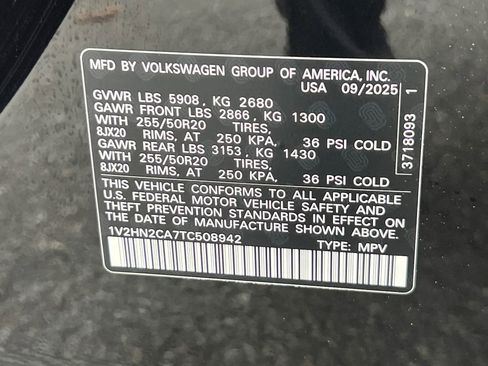 MFD BY VOLKSWAGEN GROUP OF AMERICA, INC.
USA 09/2025
GVWR LBS 5908, KG 2680
GAWR FRONT LBS 2866, KG 1300
WITH 255/50R20 TIRES,
8JX20 RIMS, AT 250 KPA, 36 PSI COLD
GAWR REAR LBS 3153, KG 1430
WITH 255/50R20 TIRES,
8JX20 RIMS, AT 250 KPA, 36 PSI COLD
THIS VEHICLE CONFORMS TO ALL APPLICABLE
U.S. FEDERAL MOTOR VEHICLE SAFETY AND
THEFT PREVENTION STANDARDS IN EFFECT ON
THE DATE OF MANUFACTURE SHOWN ABOVE.
1V2HN2CA7TC508942 TYPE: MPV
3718093 1